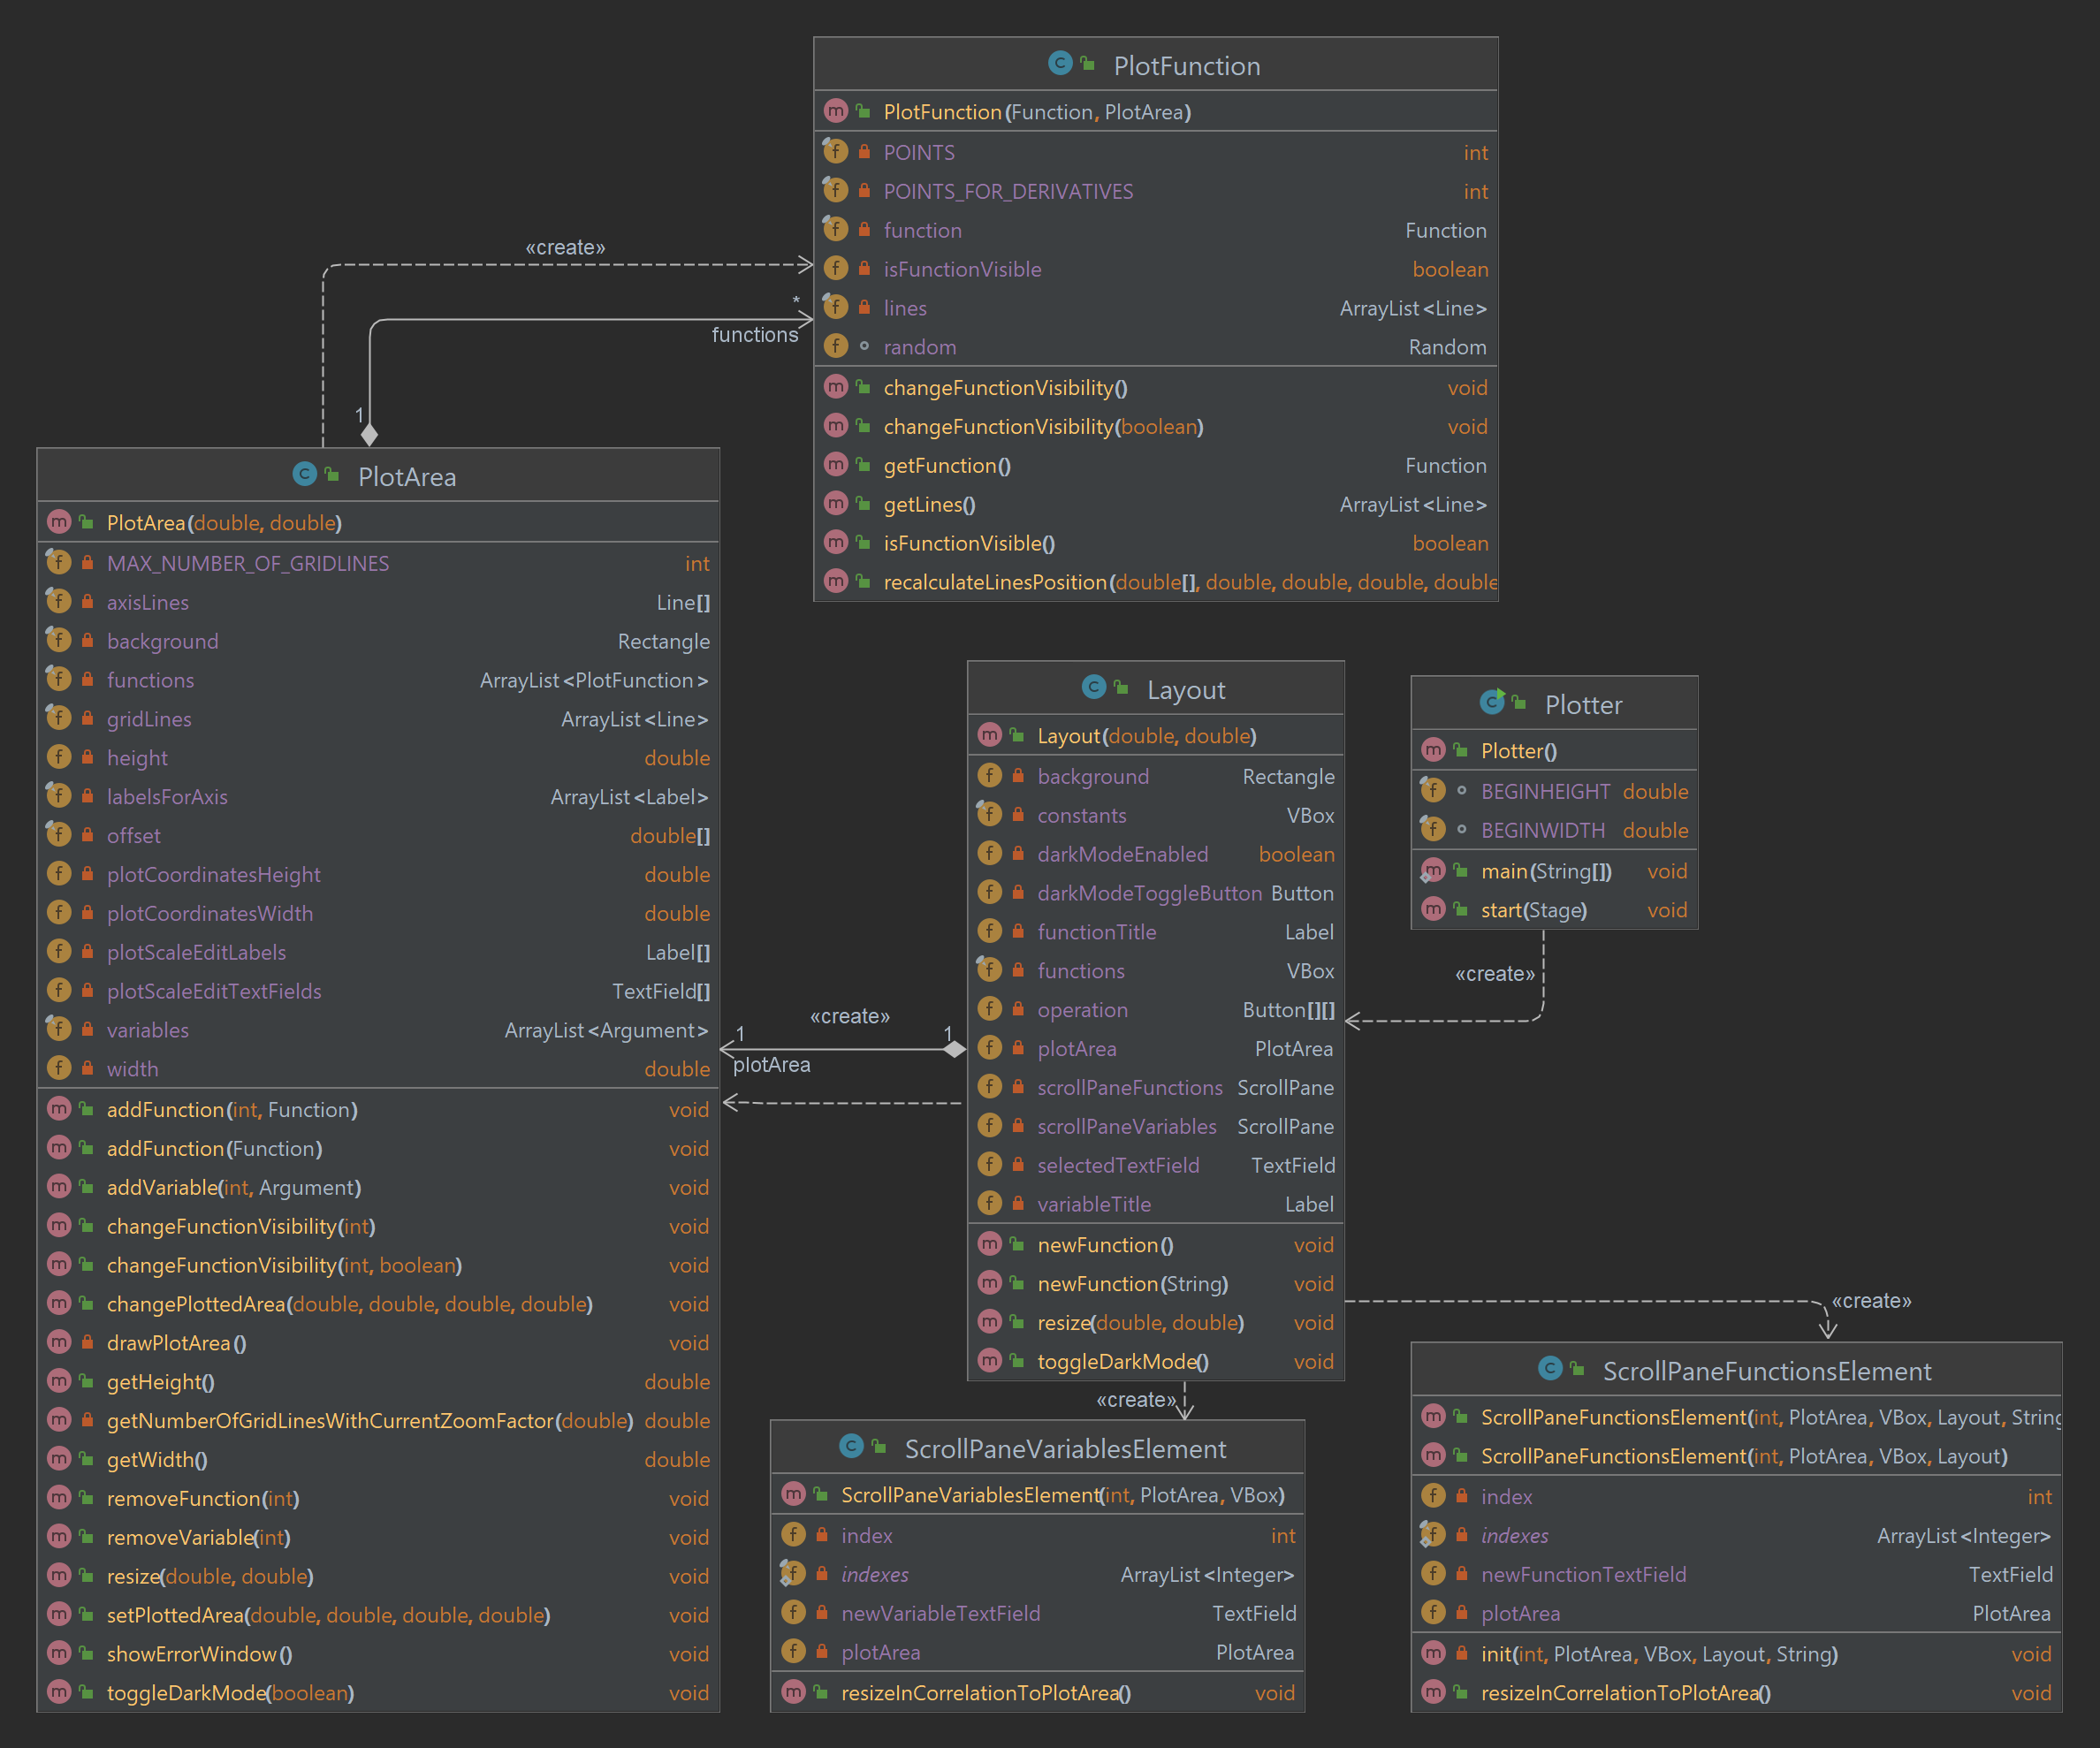 PlotFunction
PlotFunction(Function, PlotArea)
POINTS int
POINTS_FOR_DERIVATIVES int
function Function
isFunctionVisible boolean
lines ArrayList<Line>
random Random
changeFunctionVisibility() void
changeFunctionVisibility(boolean) void
getFunction() Function
getLines() ArrayList<Line>
isFunctionVisible() boolean
recalculateLinesPosition(double[], double, double, double, double
«create»
*
functions
1
PlotArea
PlotArea(double, double)
MAX_NUMBER_OF_GRIDLINES int
axisLines Line[]
background Rectangle
functions ArrayList<PlotFunction>
gridLines ArrayList<Line>
height double
labelsForAxis ArrayList<Label>
offset double[]
plotCoordinatesHeight double
plotCoordinatesWidth double
plotScaleEditLabels Label[]
plotScaleEditTextFields TextField[]
variables ArrayList<Argument>
width double
addFunction(int, Function) void
addFunction(Function) void
addVariable(int, Argument) void
changeFunctionVisibility(int) void
changeFunctionVisibility(int, boolean) void
changePlottedArea(double, double, double, double) void
drawPlotArea() void
getHeight() double
getNumberOfGridLinesWithCurrentZoomFactor(double) double
getWidth() double
removeFunction(int) void
removeVariable(int) void
resize(double, double) void
setPlottedArea(double, double, double, double) void
showErrorWindow() void
toggleDarkMode(boolean) void
«create»
1
1
plotArea
Layout
Layout(double, double)
background Rectangle
constants VBox
darkModeEnabled boolean
darkModeToggleButton Button
functionTitle Label
functions VBox
operation Button[][]
plotArea PlotArea
scrollPaneFunctions ScrollPane
scrollPaneVariables ScrollPane
selectedTextField TextField
variableTitle Label
newFunction() void
newFunction(String) void
resize(double, double) void
toggleDarkMode() void
Plotter
Plotter()
BEGINHEIGHT double
BEGINWIDTH double
main(String[]) void
start(Stage) void
«create»
«create»
«create»
ScrollPaneVariablesElement
ScrollPaneVariablesElement(int, PlotArea, VBox)
index int
indexes ArrayList<Integer>
newVariableTextField TextField
plotArea PlotArea
resizeInCorrelationToPlotArea() void
ScrollPaneFunctionsElement
ScrollPaneFunctionsElement(int, PlotArea, VBox, Layout, String
ScrollPaneFunctionsElement(int, PlotArea, VBox, Layout)
index int
indexes ArrayList<Integer>
newFunctionTextField TextField
plotArea PlotArea
init(int, PlotArea, VBox, Layout, String) void
resizeInCorrelationToPlotArea() void